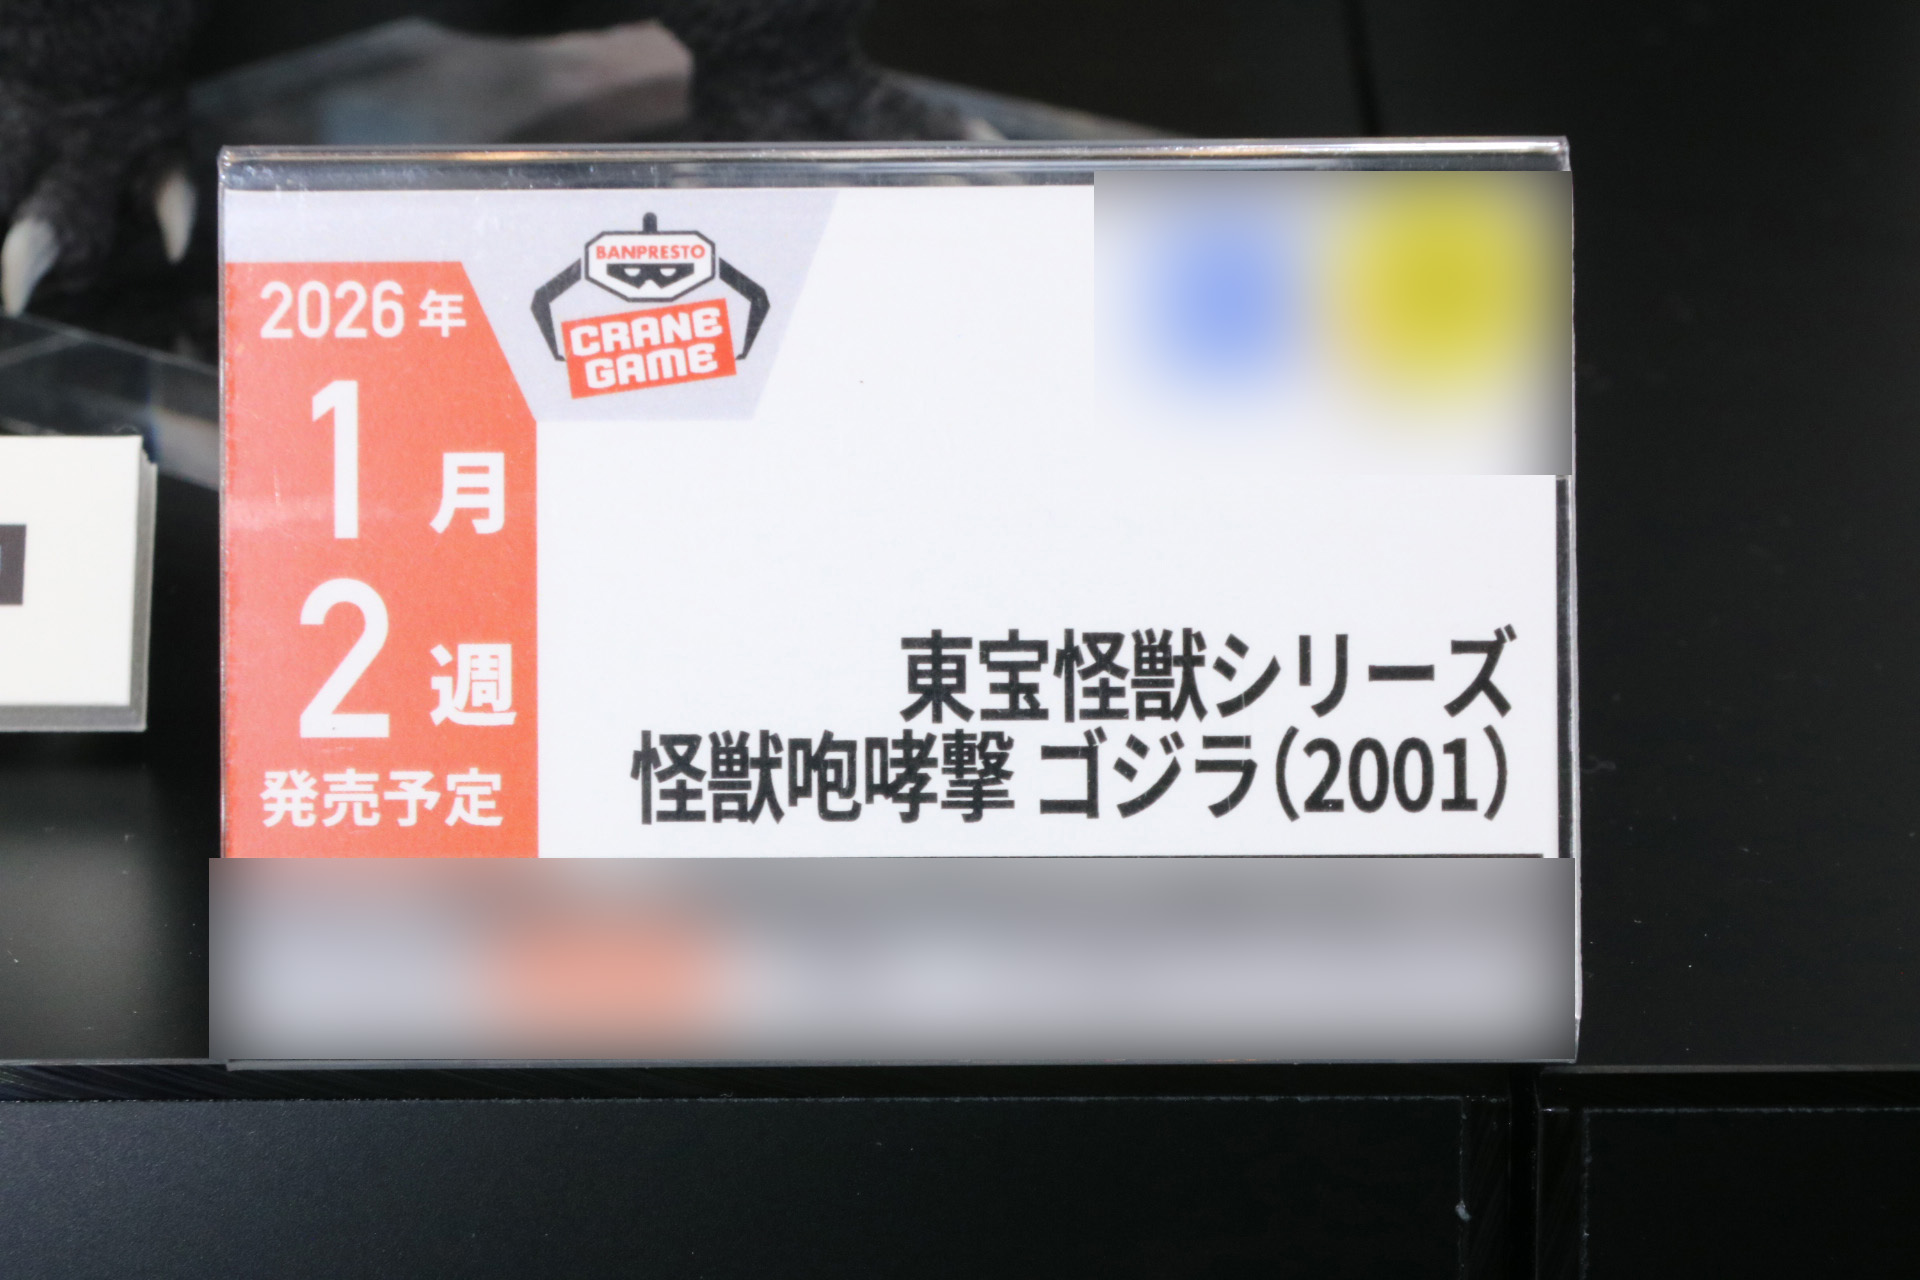 BANPRESTO
CRANE
GAME
2026年
1月
2週
発売予定
東宝怪獣シリーズ
怪獣咆哮撃 ゴジラ(2001)